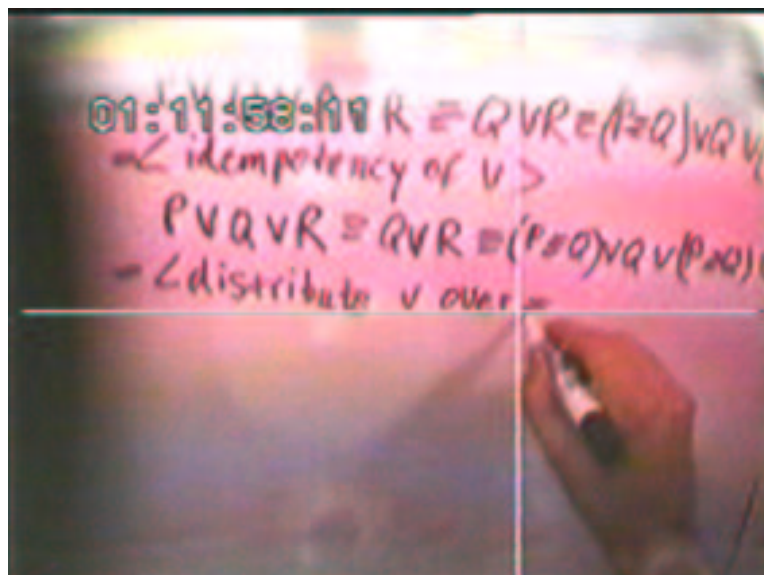 01:11:58:11 R ≡ Q V R ≡ (P≡Q) V Q V (
=< idempotency of V >
P V Q V R ≡ Q V R ≡ (P≡Q) V Q V (P≡Q) (
=< distribute V over ≡